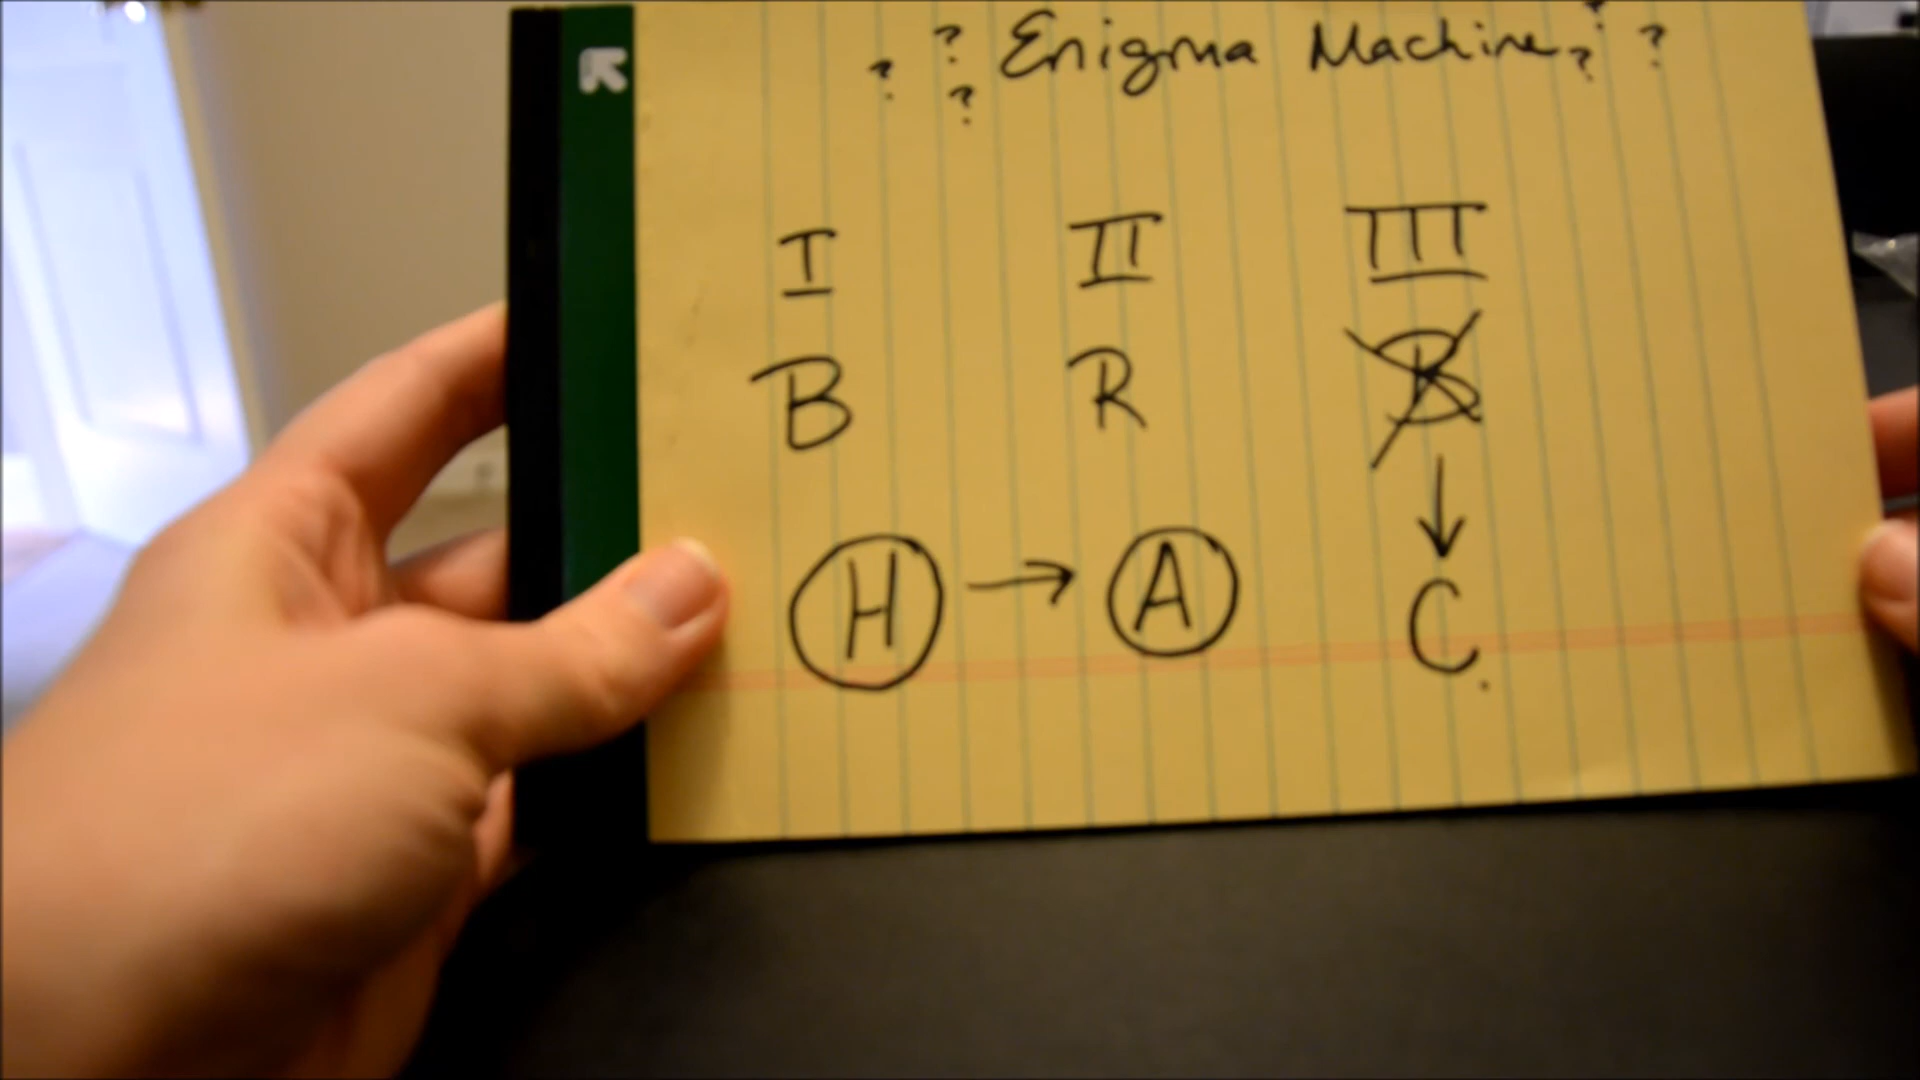 ? ? ? Enigma Machine ? ? ?
I II III
B R B
H → A
C